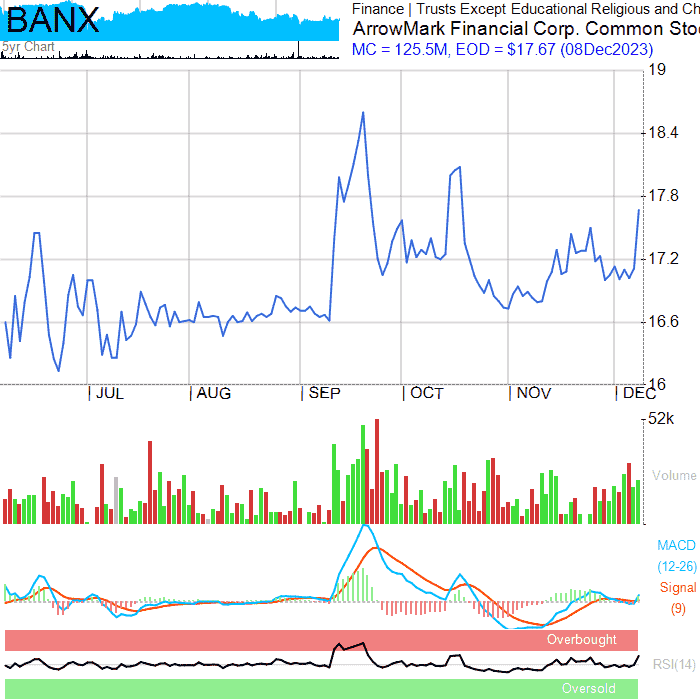 BANX
5yr Chart
Finance | Trusts Except Educational Religious and Ch
ArrowMark Financial Corp. Common Sto
MC = 125.5M, EOD = $17.67 (08Dec2023)
19
18.4
17.8
17.2
16.6
16
JUL AUG SEP OCT NOV DEC
52k
Volume
MACD
(12-26)
Signal
(9)
Overbought
RSI(14)
Oversold